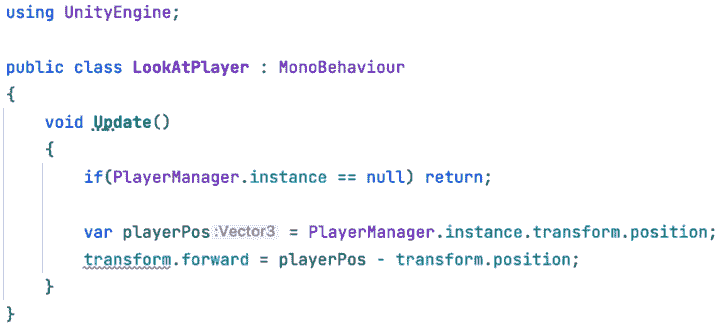 using UnityEngine;
public class LookAtPlayer : MonoBehaviour
{
    void Update()
    {
        if(PlayerManager.instance == null) return;
        var playerPos :Vector3 = PlayerManager.instance.transform.position;
        transform.forward = playerPos - transform.position;
    }
}